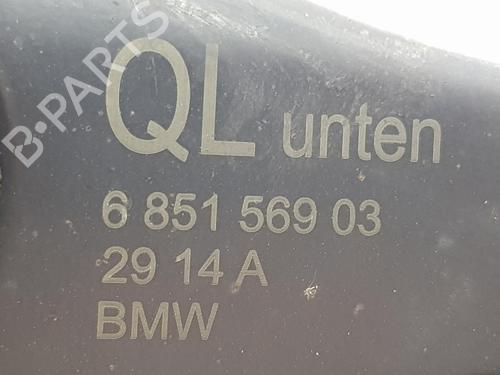 B-PARTS
QL unten
6 851 569 03
29 14 A
BMW